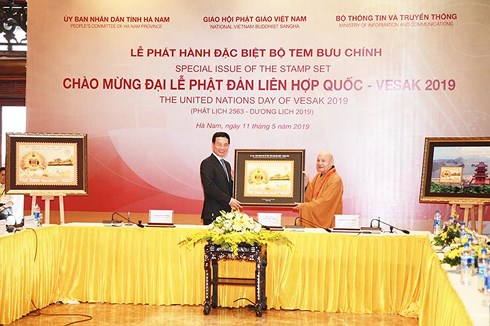 ỦY BAN NHÂN DÂN TỈNH HÀ NAM
PEOPLE'S COMMITTEE OF HA NAM PROVINCE
GIÁO HỘI PHẬT GIÁO VIỆT NAM
NATIONAL VIETNAM BUDDHIST SANGHA
BỘ THÔNG TIN VÀ TRUYỀN THÔNG
MINISTRY OF INFORMATION AND COMMUNICATIONS
LỄ PHÁT HÀNH ĐẶC BIỆT BỘ TEM BƯU CHÍNH
SPECIAL ISSUE OF THE STAMP SET
CHÀO MỪNG ĐẠI LỄ PHẬT ĐẢN LIÊN HỢP QUỐC - VESAK 2019
THE UNITED NATIONS DAY OF VESAK 2019
(PHẬT LỊCH 2563 - DƯƠNG LỊCH 2019)
Hà Nam, ngày 11 tháng 5 năm 2019